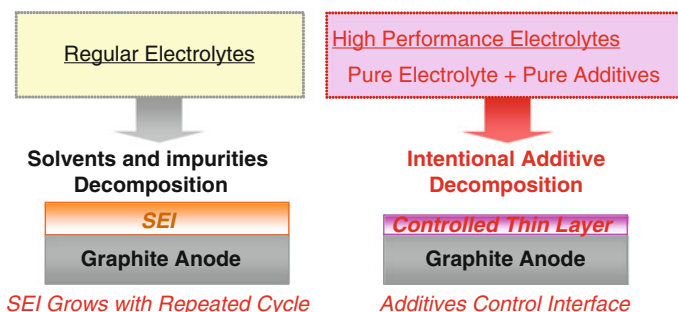 Regular Electrolytes
Solvents and impurities
Decomposition
SEI
Graphite Anode
SEI Grows with Repeated Cycle
High Performance Electrolytes
Pure Electrolyte + Pure Additives
Intentional Additive
Decomposition
Controlled Thin Layer
Graphite Anode
Additives Control Interface